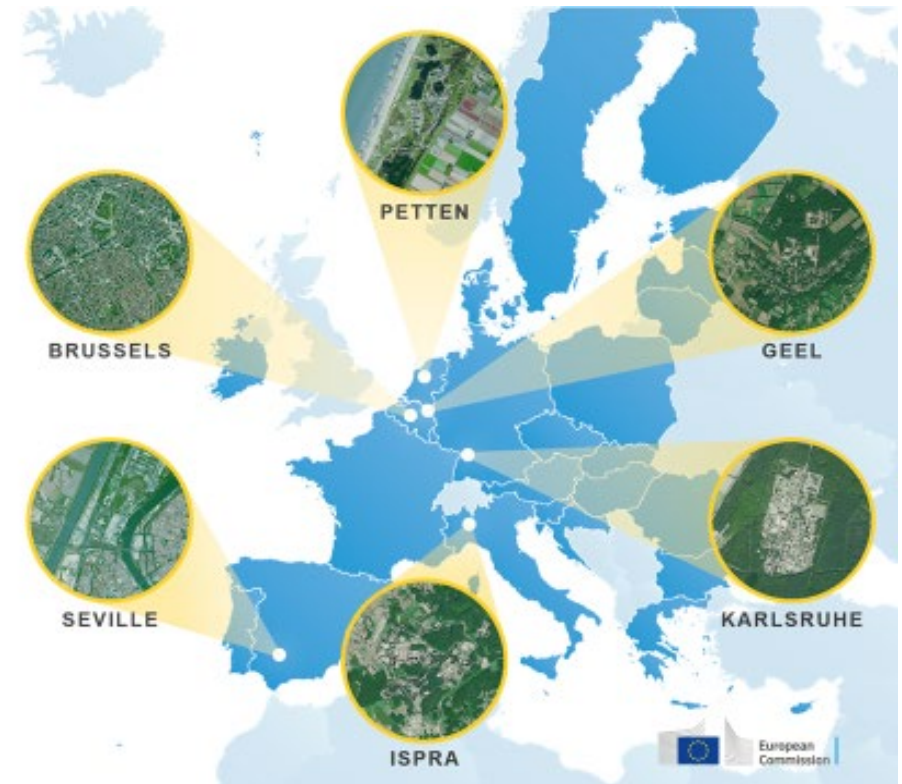 PETTEN
BRUSSELS
GEEL
SEVILLE
KARLSRUHE
ISPRA
European
Commission